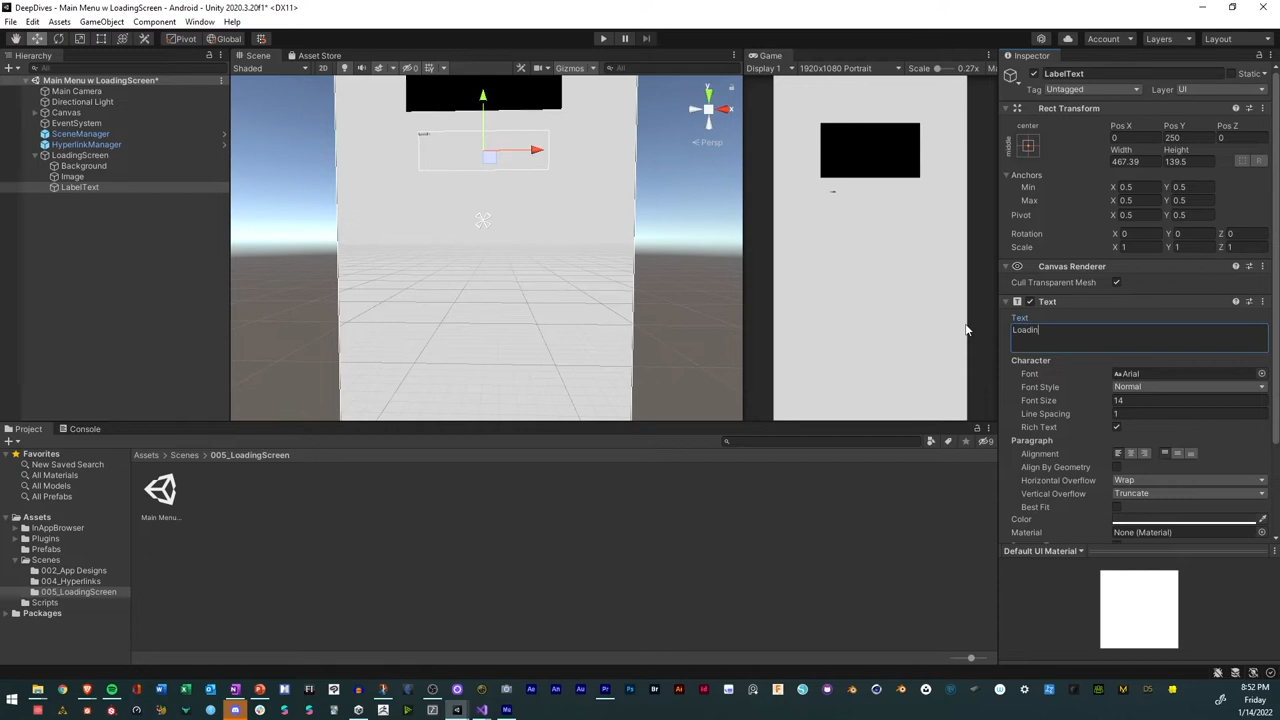 DeepDives - Main Menu w LoadingScreen - Android - Unity 2020.3.20f1* <DX11>
File Edit Assets GameObject Component Window Help
Pivot Global Account Layers Layout
Hierarchy
All
Main Menu w LoadingScreen*
Main Camera
Directional Light
Canvas
EventSystem
SceneManager
HyperlinkManager
LoadingScreen
Background
Image
LabelText
Scene Asset Store
Shaded 2D 0 Gizmos All
y
x
Persp
Game
Display 1 1920x1080 Portrait Scale 0.27x Ma
Inspector
LabelText Static
Tag Untagged Layer UI
Rect Transform
center
middle
Pos X Pos Y Pos Z
0 250 0
Width Height
467.39 139.5
R
Anchors
Min X 0.5 Y 0.5
Max X 0.5 Y 0.5
Pivot X 0.5 Y 0.5
Rotation X 0 Y 0 Z 0
Scale X 1 Y 1 Z 1
Canvas Renderer
Cull Transparent Mesh
Text
Text
Loadin
Character
Font Arial
Font Style Normal
Font Size 14
Line Spacing 1
Rich Text
Paragraph
Alignment
Align By Geometry
Horizontal Overflow Wrap
Vertical Overflow Truncate
Best Fit
Color
Material None (Material)
Default UI Material
Project Console
9
Favorites
New Saved Search
All Materials
All Models
All Prefabs
Assets
InAppBrowser
Plugins
Prefabs
Scenes
002_App Designs
004_Hyperlinks
005_LoadingScreen
Scripts
Packages
Assets Scenes 005_LoadingScreen
Main Menu...
8:52 PM
Friday
1/14/2022